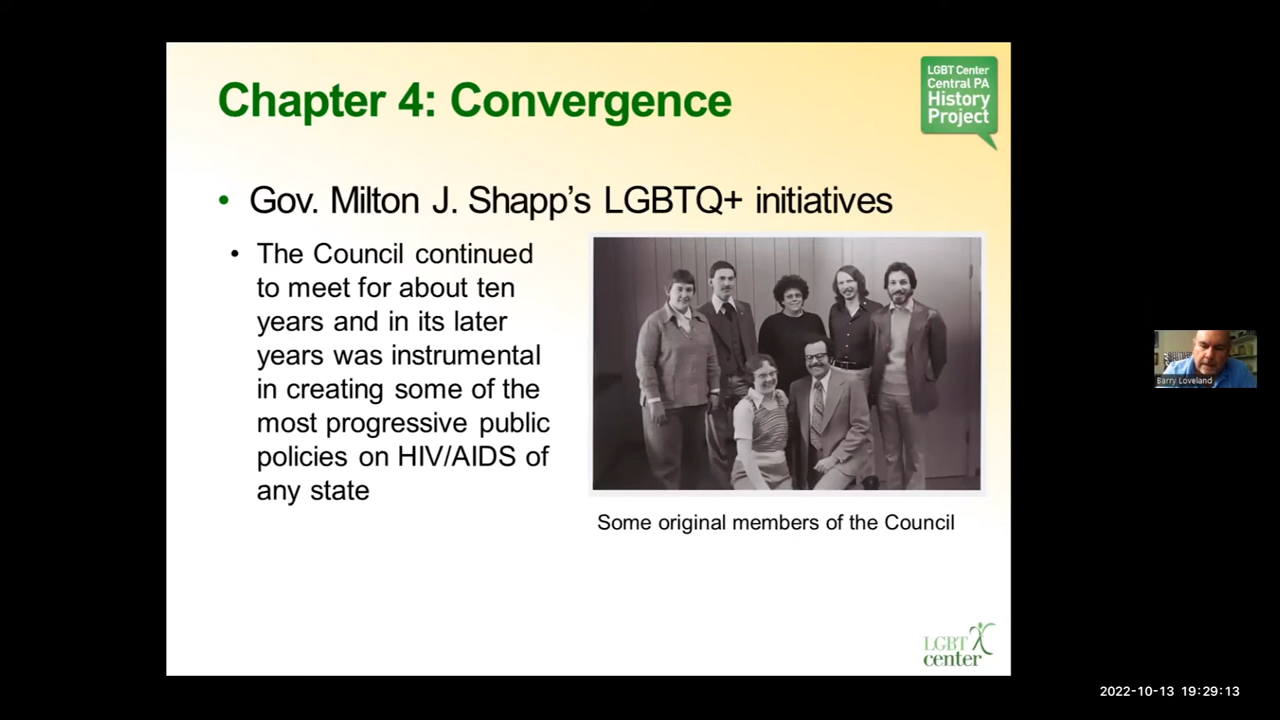 Chapter 4: Convergence
LGBT Center
Central PA
History
Project
• Gov. Milton J. Shapp's LGBTQ+ initiatives
• The Council continued
to meet for about ten
years and in its later
years was instrumental
in creating some of the
most progressive public
policies on HIV/AIDS of
any state
Some original members of the Council
LGBT
center
Barry Loveland
2022-10-13 19:29:13